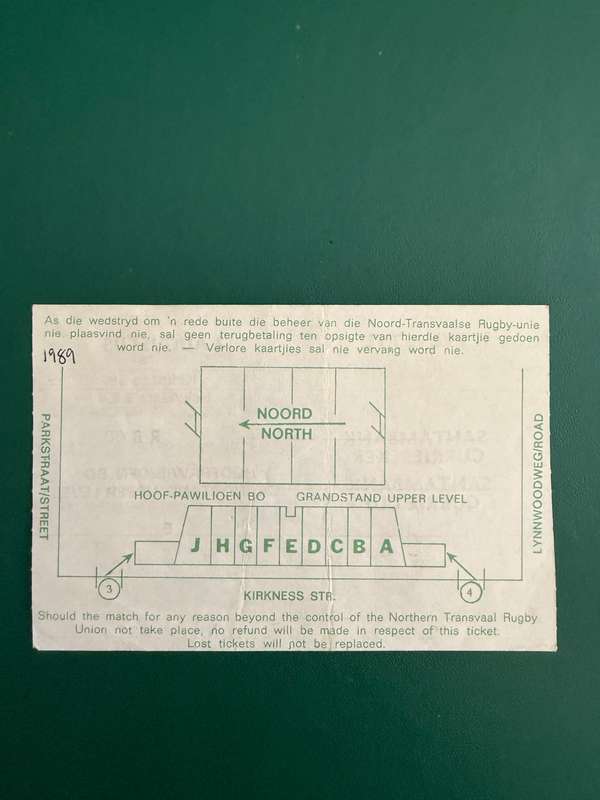 As die wedstryd om 'n rede buite die beheer van die Noord-Transvaalse Rugby-unie
nie plaasvind nie, sal geen terugbetaling ten opsigte van hierdie kaartjie gedoen
word nie. — Verlore kaartjies sal nie vervang word nie.
1989
NOORD
NORTH
PARKSTRAAT/STREET
LYNNWOODWEG/ROAD
HOOF-PAWILIOEN BO GRANDSTAND UPPER LEVEL
J H G F E D C B A
3
4
KIRKNESS STR.
Should the match for any reason beyond the control of the Northern Transvaal Rugby
Union not take place, no refund will be made in respect of this ticket.
Lost tickets will not be replaced.